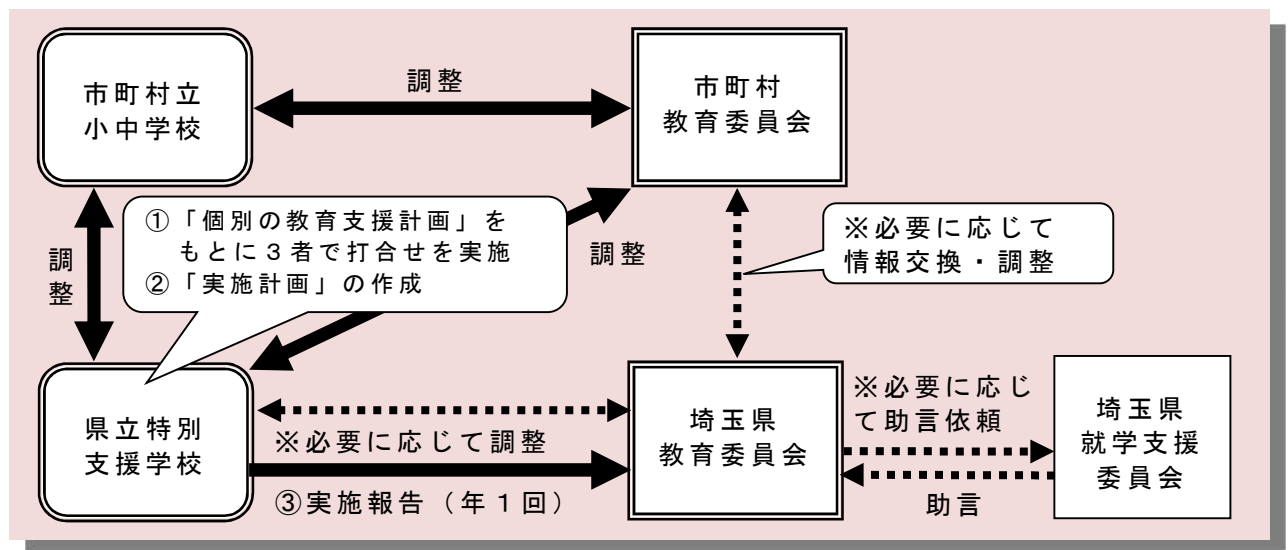 市町村立
小中学校
調整
市町村
教育委員会
①「個別の教育支援計画」を
もとに3者で打合せを実施
②「実施計画」の作成
調整
調
整
※必要に応じて
情報交換・調整
県立特別
支援学校
※必要に応じて調整
③実施報告（年1回）
埼玉県
教育委員会
※必要に応じ
て助言依頼
助言
埼玉県
就学支援
委員会